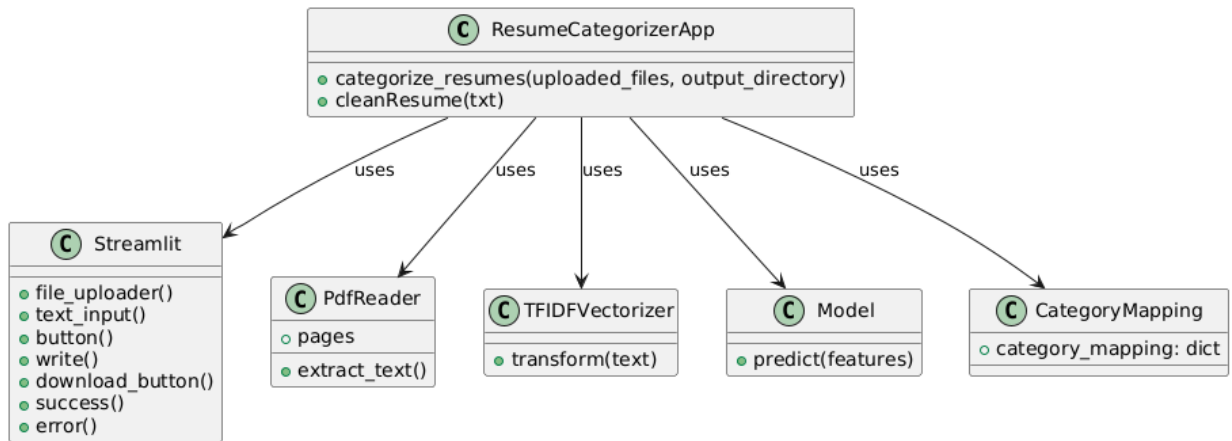 C ResumeCategorizerApp
categorize_resumes(uploaded_files, output_directory)
cleanResume(txt)
uses uses uses uses uses
C Streamlit
file_uploader()
text_input()
button()
write()
download_button()
success()
error()
C PdfReader
pages
extract_text()
C TFIDFVectorizer
transform(text)
C Model
predict(features)
C CategoryMapping
category_mapping: dict